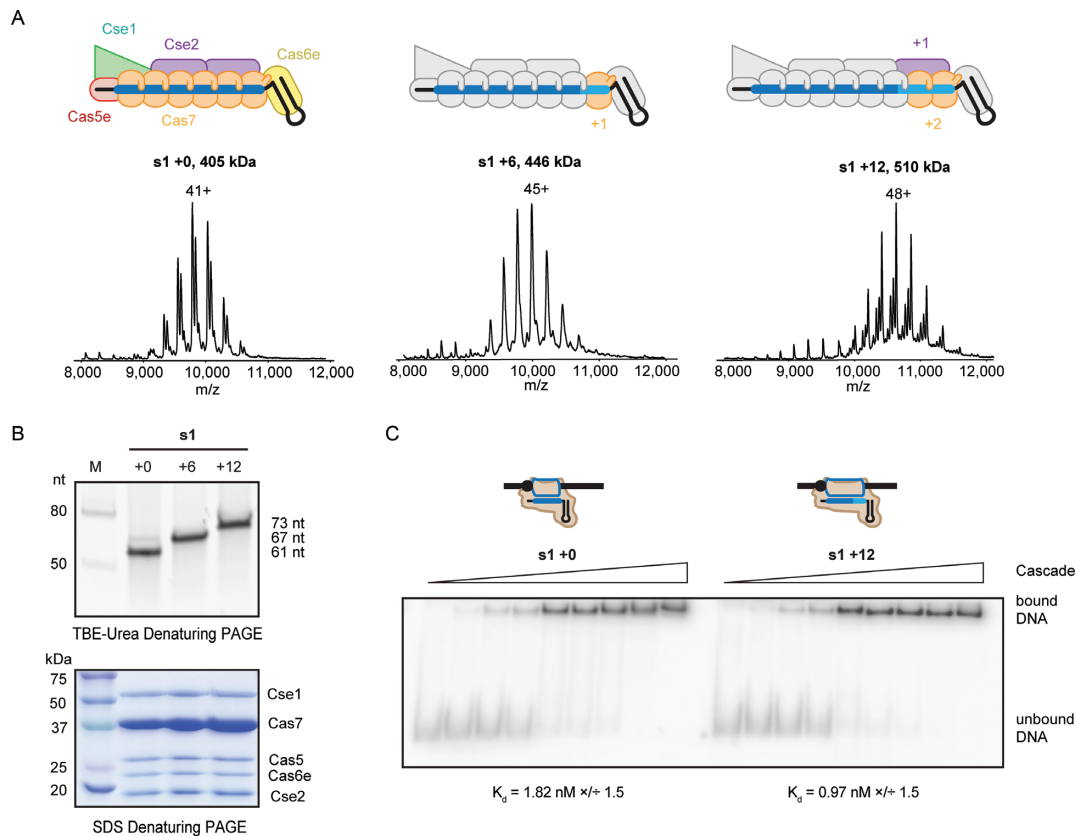 A
Cse1
Cse2
Cas6e
Cas5e
Cas7
+1
+1
+2
s1 +0, 405 kDa
s1 +6, 446 kDa
s1 +12, 510 kDa
41+
45+
48+
8,000 9,000 10,000 11,000 12,000
m/z
8,000 9,000 10,000 11,000 12,000
m/z
8,000 9,000 10,000 11,000 12,000
m/z
B
s1
nt M +0 +6 +12
80
50
73 nt
67 nt
61 nt
TBE-Urea Denaturing PAGE
kDa
75
50
37
25
20
Cse1
Cas7
Cas5
Cas6e
Cse2
SDS Denaturing PAGE
C
s1 +0
s1 +12
Cascade
bound
DNA
unbound
DNA
Kd = 1.82 nM ×/÷ 1.5
Kd = 0.97 nM ×/÷ 1.5